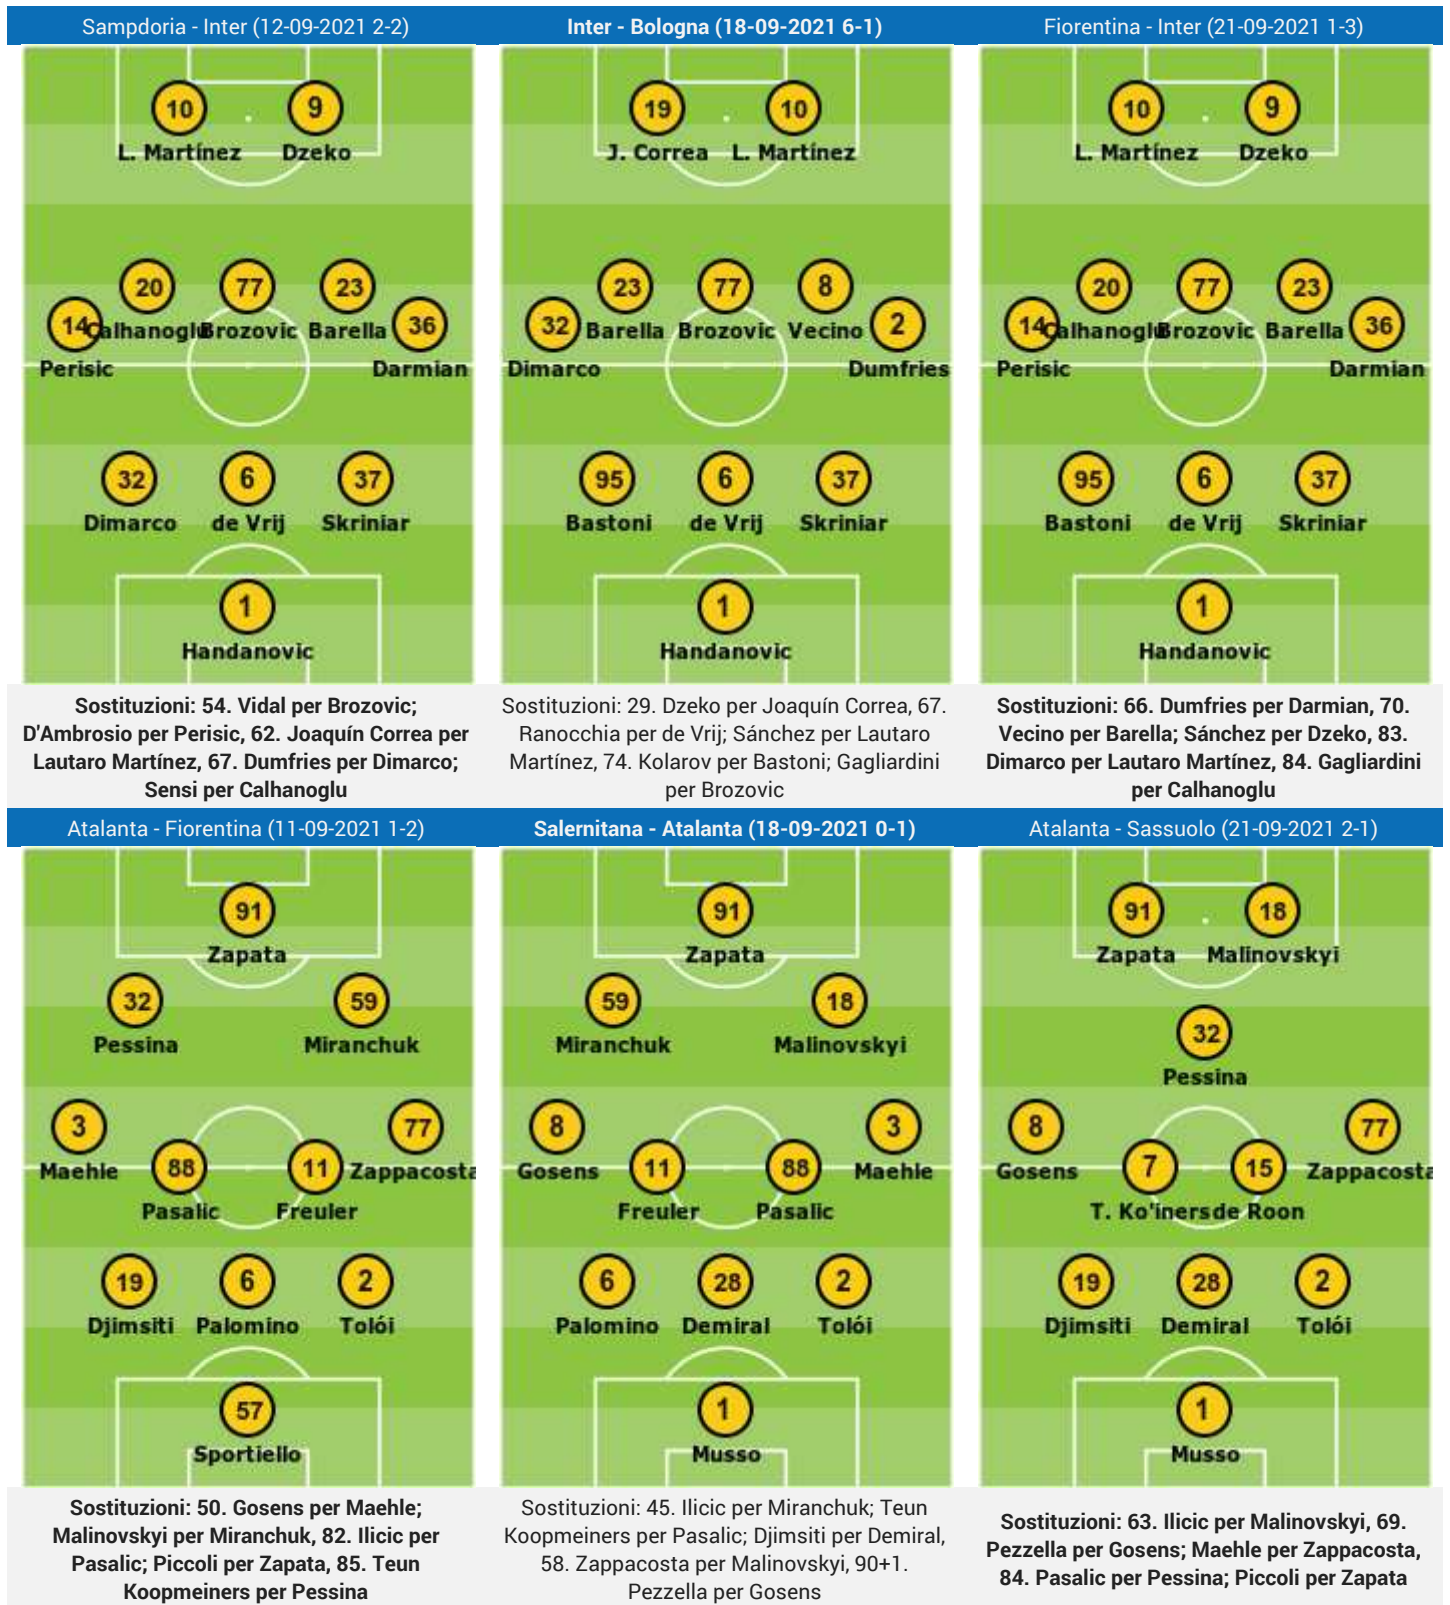 Sampdoria - Inter (12-09-2021 2-2)
10
9
L. Martínez
Dzeko
20
77
23
14
36
Calhanoglu
Brozovic
Barella
Perisic
Darmian
32
6
37
Dimarco
de Vrij
Skriniar
1
Handanovic
Sostituzioni: 54. Vidal per Brozovic;
D'Ambrosio per Perisic, 62. Joaquín Correa per
Lautaro Martínez, 67. Dumfries per Dimarco;
Sensi per Calhanoglu
Inter - Bologna (18-09-2021 6-1)
19
10
J. Correa
L. Martínez
23
77
8
32
2
Barella
Brozovic
Vecino
Dimarco
Dumfries
95
6
37
Bastoni
de Vrij
Skriniar
1
Handanovic
Sostituzioni: 29. Dzeko per Joaquín Correa, 67.
Ranocchia per de Vrij; Sánchez per Lautaro
Martínez, 74. Kolarov per Bastoni; Gagliardini
per Brozovic
Fiorentina - Inter (21-09-2021 1-3)
10
9
L. Martínez
Dzeko
20
77
23
14
36
Calhanoglu
Brozovic
Barella
Perisic
Darmian
95
6
37
Bastoni
de Vrij
Skriniar
1
Handanovic
Sostituzioni: 66. Dumfries per Darmian, 70.
Vecino per Barella; Sánchez per Dzeko, 83.
Dimarco per Lautaro Martínez, 84. Gagliardini
per Calhanoglu
Atalanta - Fiorentina (11-09-2021 1-2)
91
Zapata
32
59
Pessina
Miranchuk
3
77
Maehle
88
11
Zappacosta
Pasalic
Freuler
19
6
2
Djimsiti
Palomino
Tolói
57
Sportiello
Sostituzioni: 50. Gosens per Maehle;
Malinovskyi per Miranchuk, 82. Ilicic per
Pasalic; Piccoli per Zapata, 85. Teun
Koopmeiners per Pessina
Salernitana - Atalanta (18-09-2021 0-1)
91
Zapata
59
18
Miranchuk
Malinovskyi
8
3
Gosens
11
88
Maehle
Freuler
Pasalic
6
28
2
Palomino
Demiral
Tolói
1
Musso
Sostituzioni: 45. Ilicic per Miranchuk; Teun
Koopmeiners per Pasalic; Djimsiti per Demiral,
58. Zappacosta per Malinovskyi, 90+1.
Pezzella per Gosens
Atalanta - Sassuolo (21-09-2021 2-1)
91
18
Zapata
Malinovskyi
32
Pessina
8
77
Gosens
7
15
Zappacosta
T. Ko'iners
de Roon
19
28
2
Djimsiti
Demiral
Tolói
1
Musso
Sostituzioni: 63. Ilicic per Malinovskyi, 69.
Pezzella per Gosens; Maehle per Zappacosta,
84. Pasalic per Pessina; Piccoli per Zapata